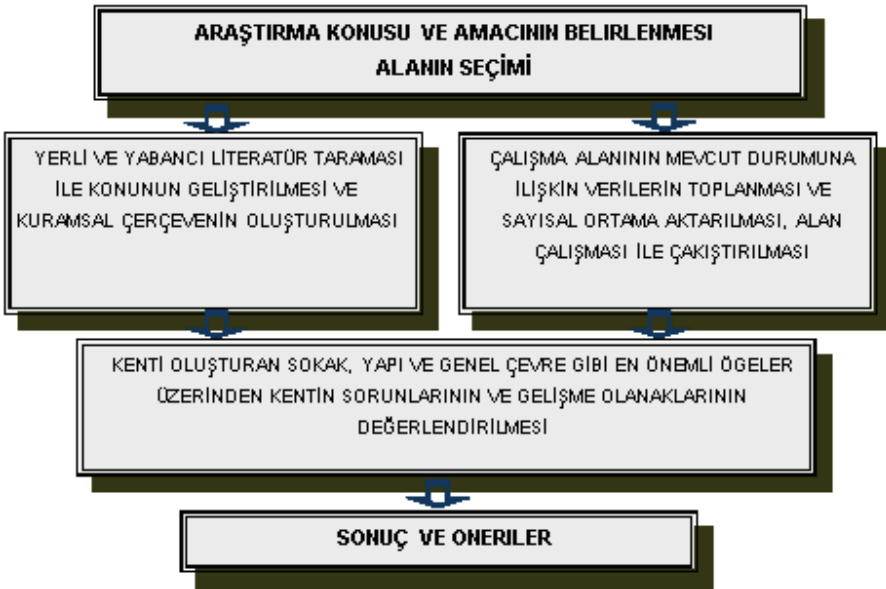 ARAŞTIRMA KONUSU VE AMACININ BELIRLENMESI
ALANIN SEÇİMİ
YERLİ VE YABANCI LİTERATÜR TARAMASI
İLE KONUNUN GELİŞTİRİLMESİ VE
KURAMSAL ÇERÇEVENİN OLUŞTURULMASI
ÇALIŞMA ALANININ MEVCUT DURUMUNA
İLİŞKİN VERİLERİN TOPLANMASI VE
SAYISAL ORTAMA AKTARILMASI, ALAN
ÇALIŞMASI İLE ÇAKIŞTIRILMASI
KENTİ OLUŞTURAN SOKAK, YAPI VE GENEL ÇEVRE GİBİ EN ÖNEMLİ ÖGELER
ÜZERİNDEN KENTİN SORUNLARININ VE GELİŞME OLANAKLARININ
DEĞERLENDİRİLMESİ
SONUÇ VE ONERILER